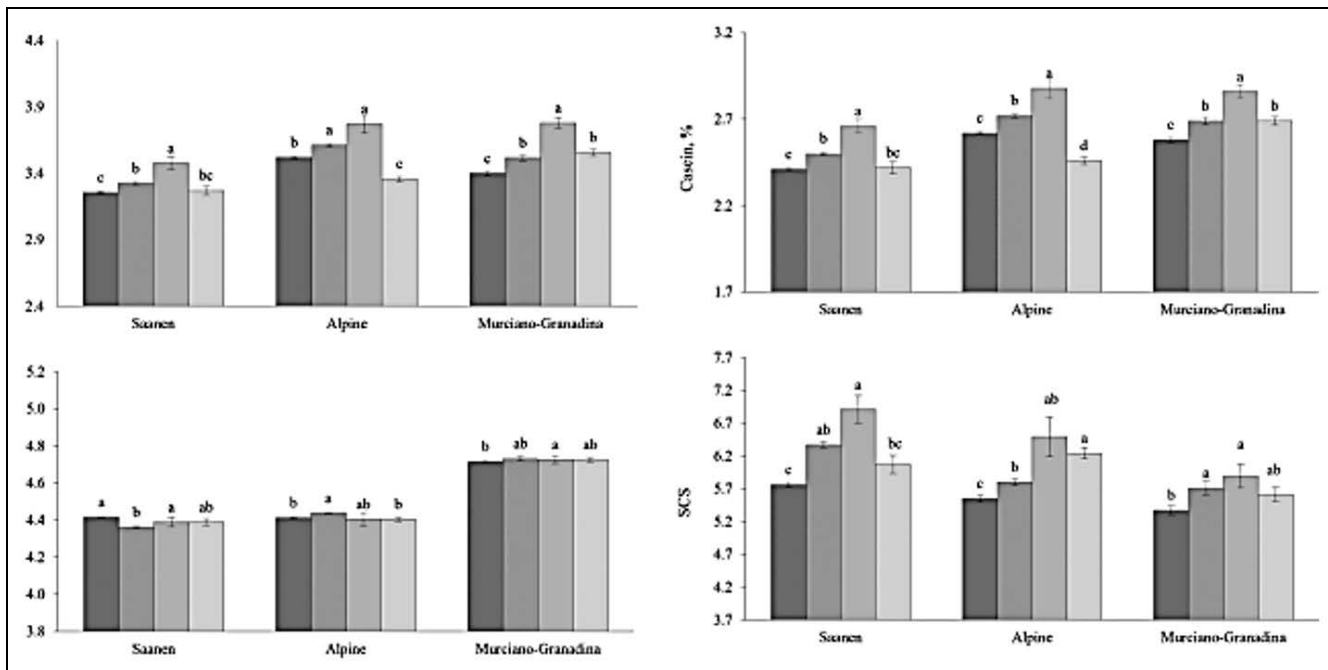 4.4
3.9
3.4
2.9
2.4
c b a bc
b a a c
c b a b
Saanen Alpine Murciano-Granadina
Casein, %
3.2
2.7
2.2
1.7
c b a bc
c b a d
c b a b
Saanen Alpine Murciano-Granadina
5.2
5.0
4.8
4.6
4.4
4.2
4.0
3.8
a b a ab
b a ab b
b ab a ab
Saanen Alpine Murciano-Granadina
SCS
7.7
7.2
6.7
6.2
5.7
5.2
4.7
4.2
3.7
c ab a bc
c b ab a
b a a ab
Saanen Alpine Murciano-Granadina